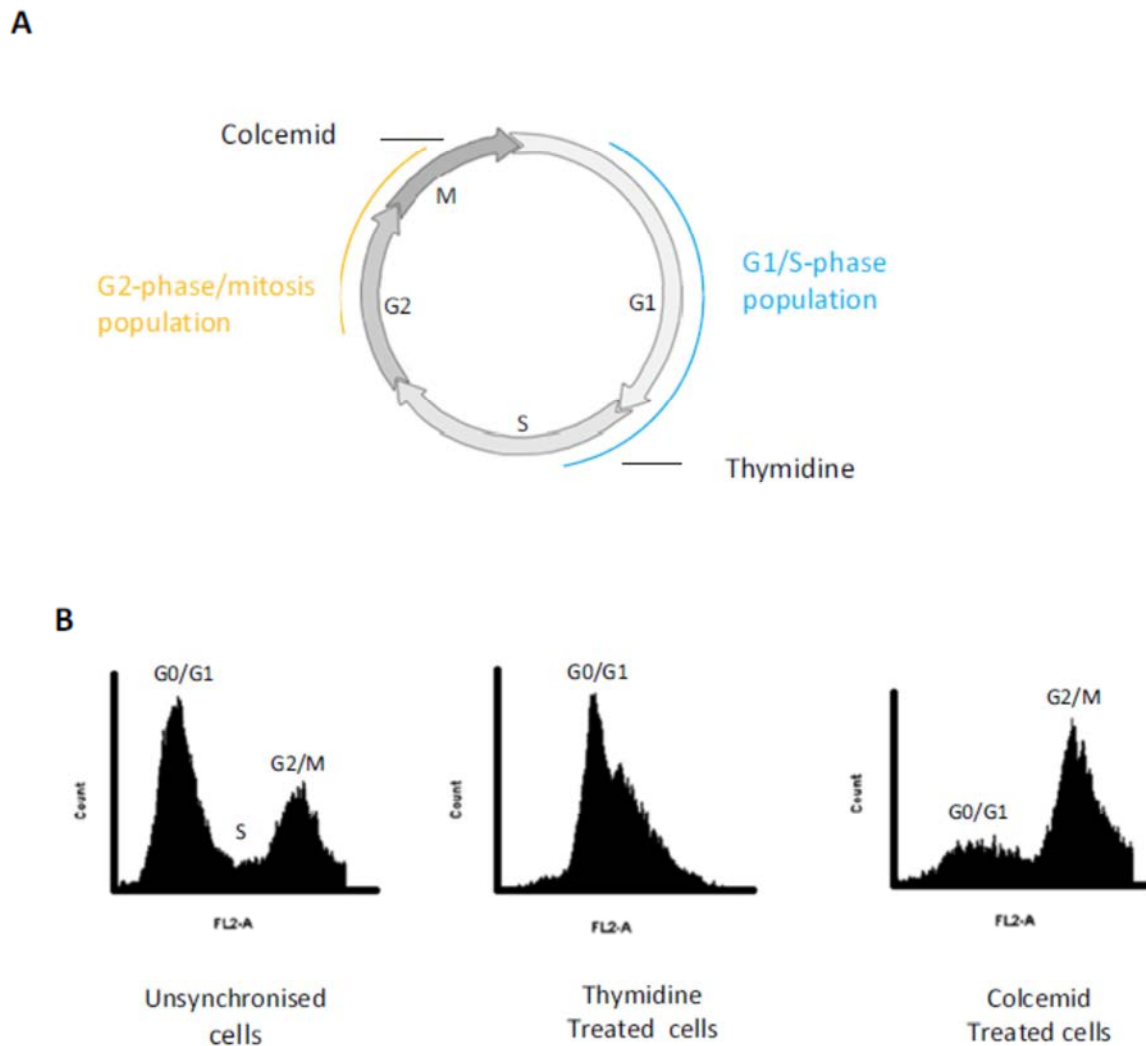 A
Colcemid
M
G2-phase/mitosis
population
G2
G1
G1/S-phase
population
S
Thymidine
B
G0/G1
S
G2/M
Count
FL2-A
Unsynchronised
cells
G0/G1
Count
FL2-A
Thymidine
Treated cells
G2/M
G0/G1
Count
FL2-A
Colcemid
Treated cells